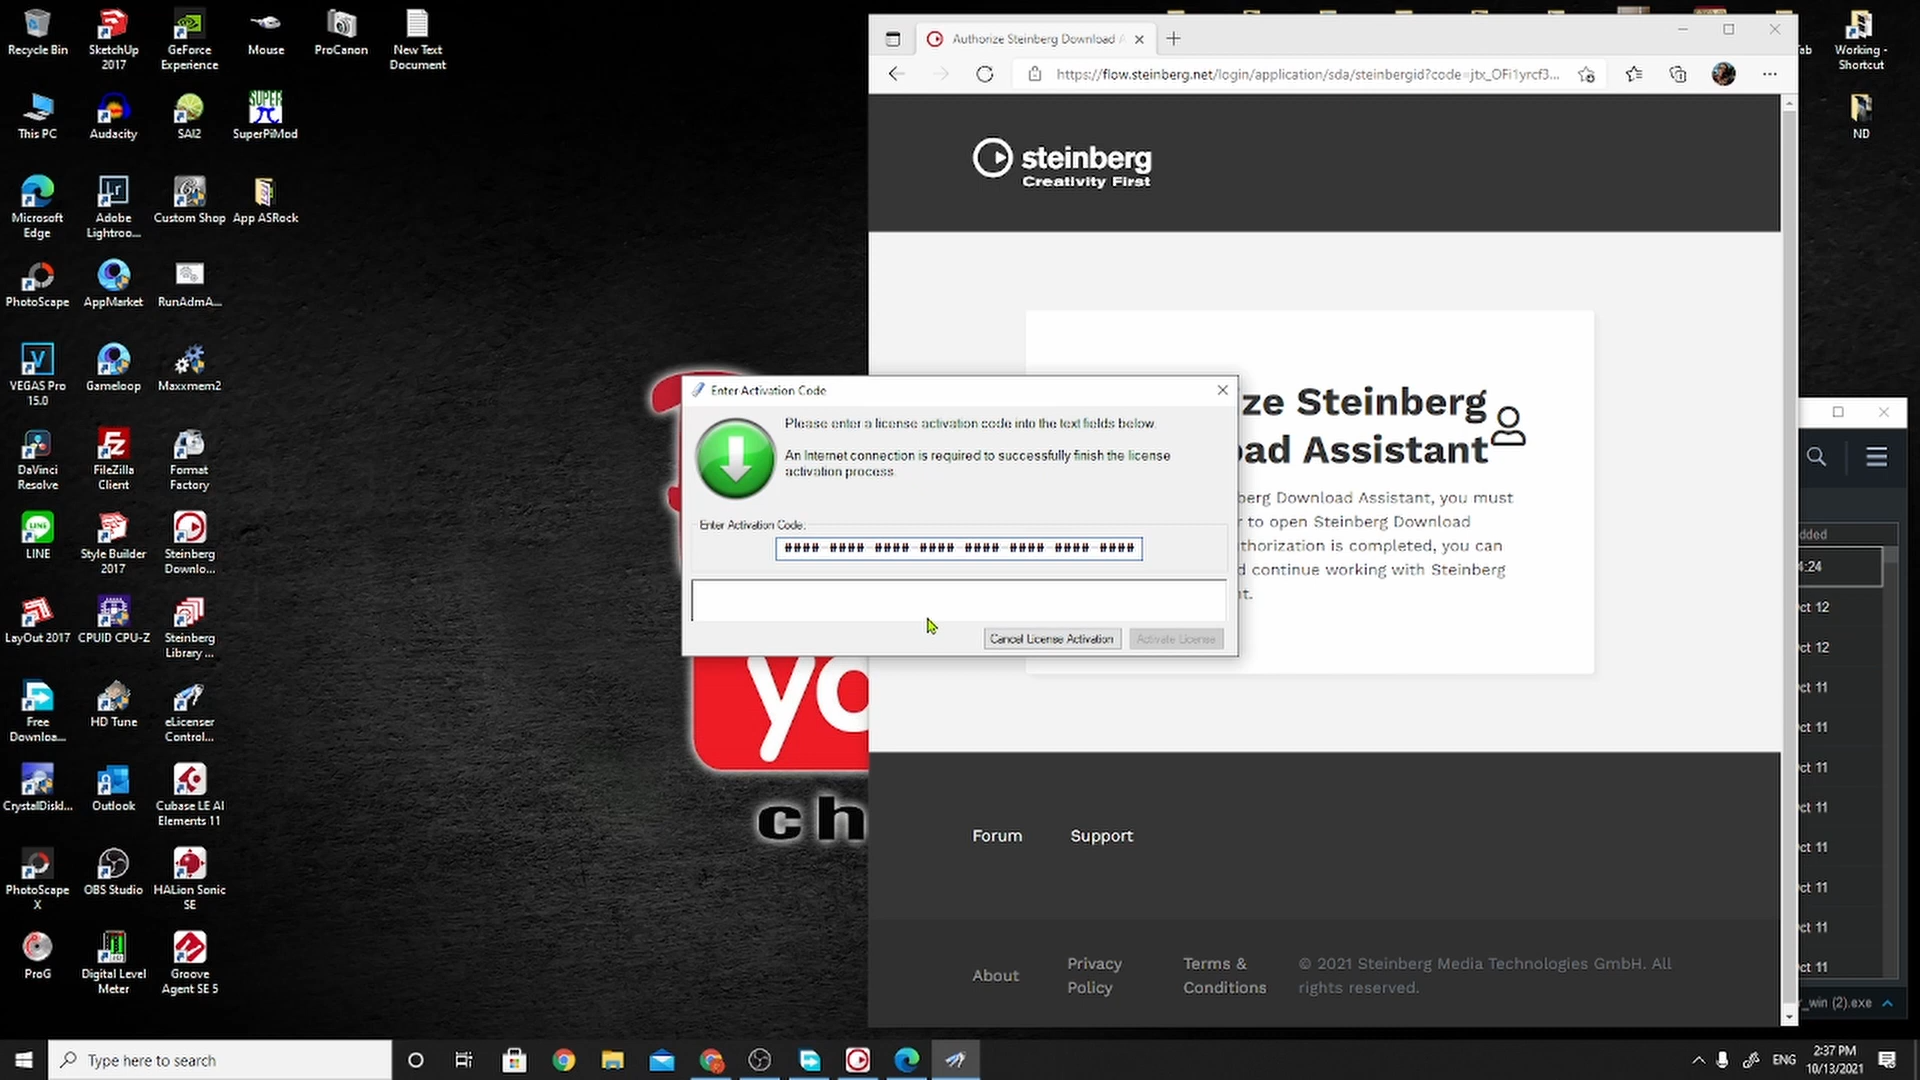 Recycle Bin
SketchUp
2017
GeForce
Experience
Mouse
ProCanon
New Text
Document
This PC
Audacity
SAI2
SUPER
SuperPiMod
Microsoft
Edge
Lr
Adobe
Lightroo...
Custom Shop
App ASRock
PhotoScape
AppMarket
RunAdmA...
VEGAS Pro
15.0
Gameloop
Maxxmem2
DaVinci
Resolve
FileZilla
Client
Format
Factory
LINE
Style Builder
2017
Steinberg
Downlo...
LayOut 2017
CPUID CPU-Z
Steinberg
Library ...
Free
Downloa...
HD Tune
eLicenser
Control...
CrystalDiskI...
Outlook
Cubase LE AI
Elements 11
PhotoScape
X
OBS Studio
HALion Sonic
SE
ProG
Digital Level
Meter
Groove
Agent SE 5
Working -
Shortcut
ND
Authorize Steinberg Download A
https://flow.steinberg.net/login/application/sda/steinbergid?code=jtx_OFi1yrcf3...
steinberg
Creativity First
ze Steinberg
ad Assistant
berg Download Assistant, you must
r to open Steinberg Download
thorization is completed, you can
d continue working with Steinberg
t.
Enter Activation Code
Please enter a license activation code into the text fields below.
An Internet connection is required to successfully finish the license
activation process.
Enter Activation Code:
#### #### #### #### #### #### #### ####
Cancel License Activation
Activate License
yo
ch
Forum
Support
About
Privacy
Policy
Terms &
Conditions
© 2021 Steinberg Media Technologies GmbH. All
rights reserved.
dded
4:24
ct 12
ct 12
ct 11
ct 11
ct 11
ct 11
ct 11
ct 11
ct 11
ct 11
r_win (2).exe
Type here to search
ENG
2:37 PM
10/13/2021